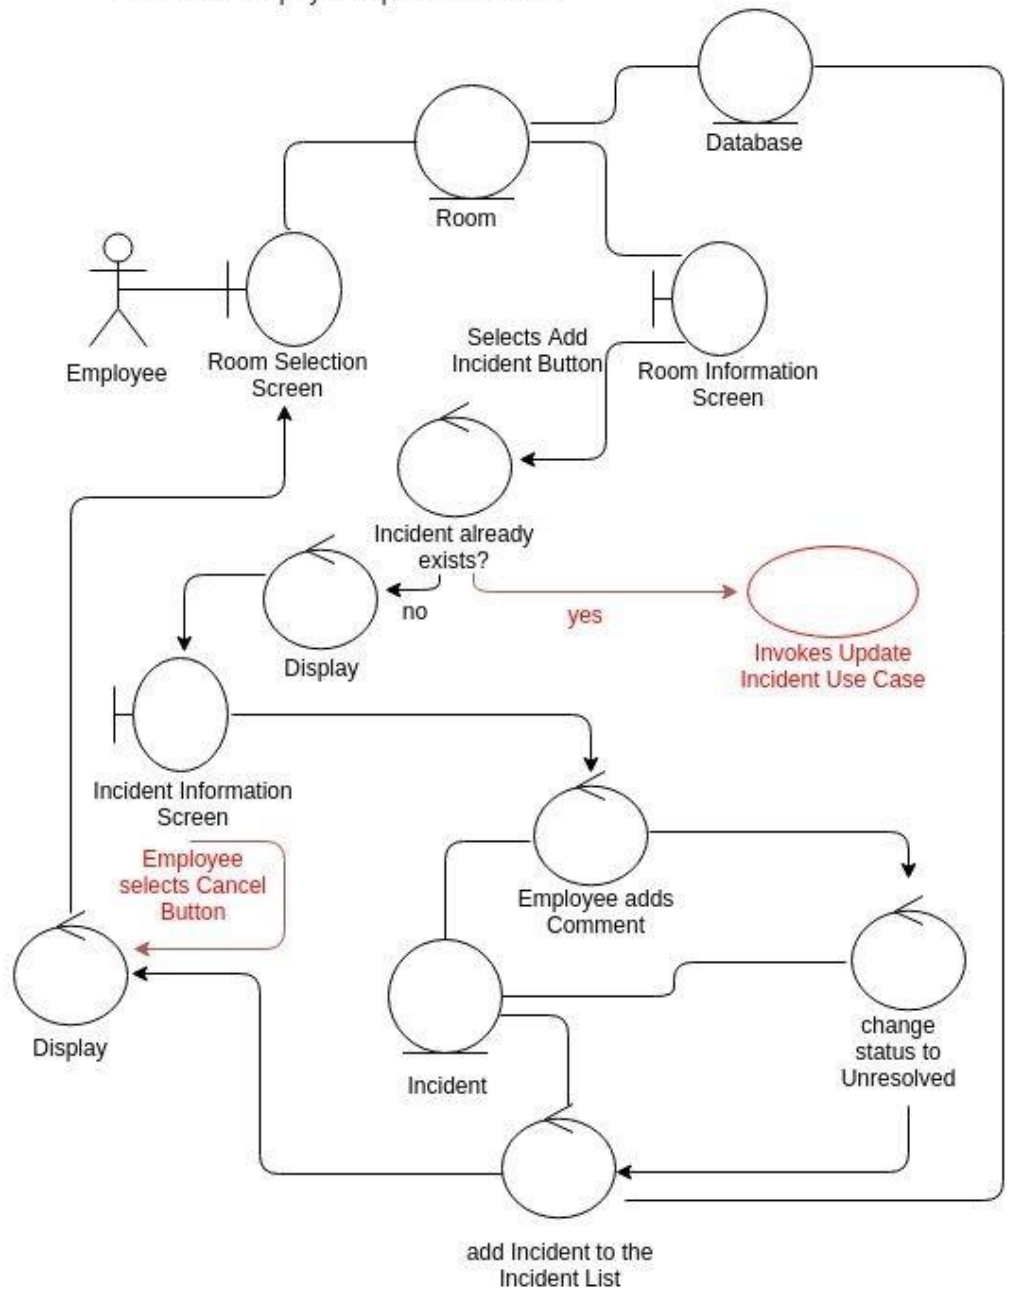 Database
Room
Employee
Room Selection
Screen
Selects Add
Incident Button
Room Information
Screen
Incident already
exists?
no
yes
Display
Invokes Update
Incident Use Case
Incident Information
Screen
Employee
selects Cancel
Button
Employee adds
Comment
Display
Incident
change
status to
Unresolved
add Incident to the
Incident List